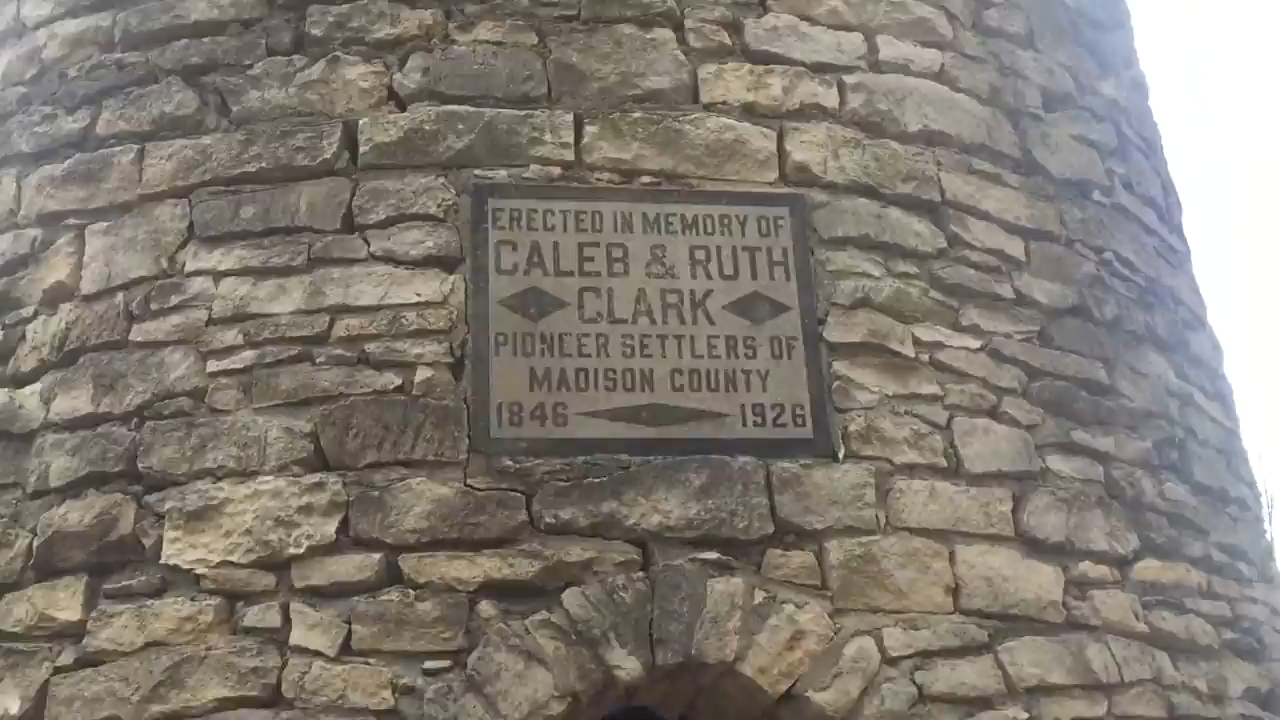 ERECTED IN MEMORY OF
CALEB & RUTH
CLARK
PIONEER SETTLERS OF
MADISON COUNTY
1846 1926